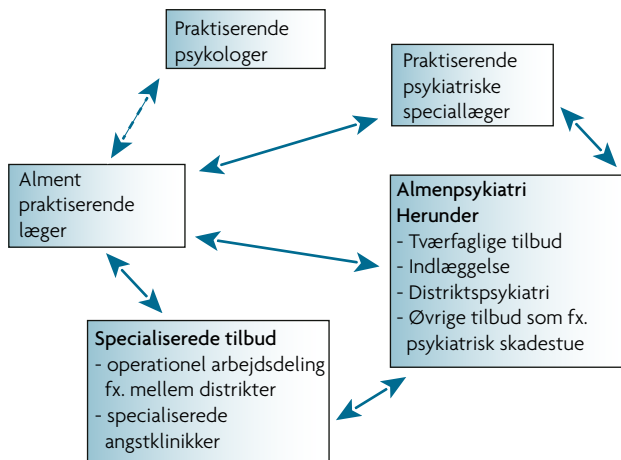 Praktiserende
psykologer
Praktiserende
psykiatriske
speciallæger
Alment
praktiserende
læger
Almenpsykiatri
Herunder
- Tværfaglige tilbud
- Indlæggelse
- Distriktspsykiatri
- Øvrige tilbud som fx.
psykiatrisk skadestue
Specialiserede tilbud
- operationel arbejdsdeling
fx. mellem distrikter
- specialiserede
angstklinikker